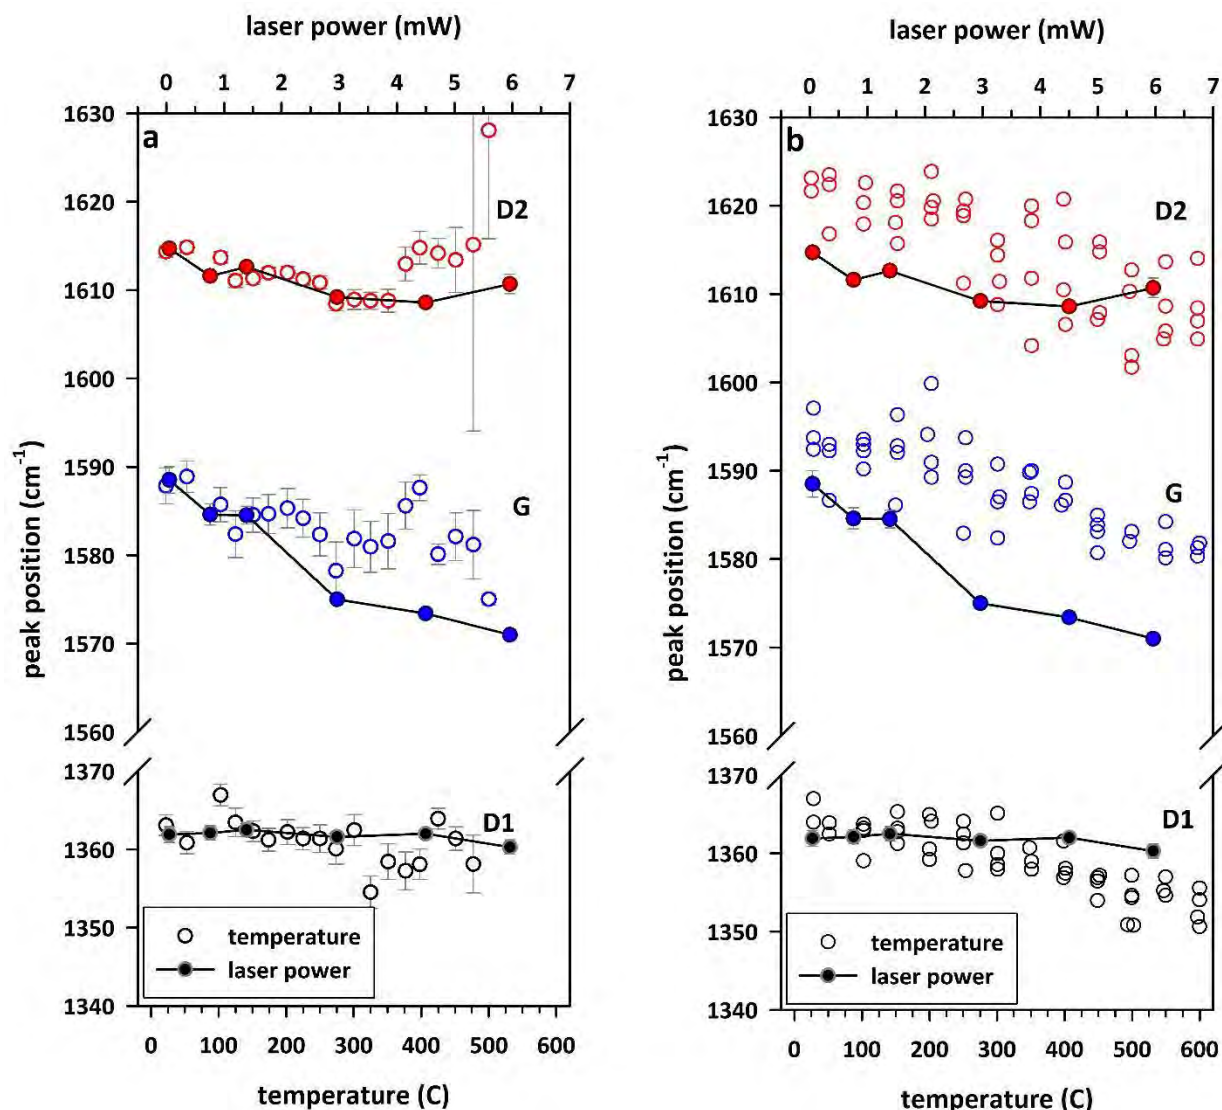 laser power (mW)
0 1 2 3 4 5 6 7
a
1630
1620
1610
1600
1590
1580
1570
1560
1370
1360
1350
1340
D2
G
D1
peak position (cm⁻¹)
temperature
laser power
0 100 200 300 400 500 600
temperature (C)
laser power (mW)
0 1 2 3 4 5 6 7
b
1630
1620
1610
1600
1590
1580
1570
1560
1370
1360
1350
1340
D2
G
D1
peak position (cm⁻¹)
temperature
laser power
0 100 200 300 400 500 600
temperature (C)